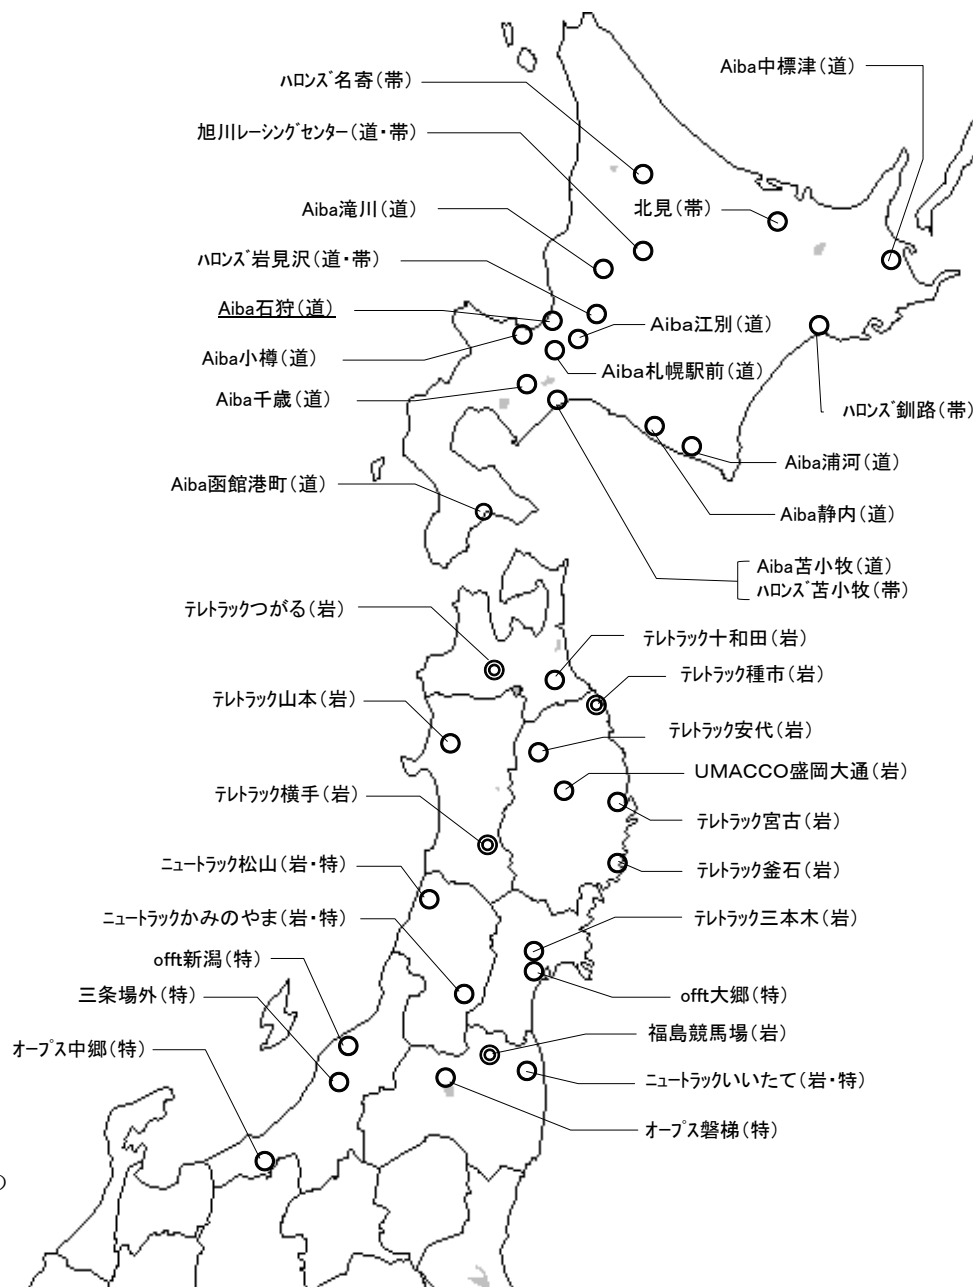 Aiba中標津(道)
ﾊﾛﾝｽﾞ名寄(帯)
旭川レーシングセンター(道・帯)
Aiba滝川(道)
北見(帯)
ﾊﾛﾝｽﾞ岩見沢(道・帯)
Aiba石狩(道)
Aiba江別(道)
Aiba小樽(道)
Aiba札幌駅前(道)
Aiba千歳(道)
ﾊﾛﾝｽﾞ釧路(帯)
Aiba浦河(道)
Aiba函館港町(道)
Aiba静内(道)
Aiba苫小牧(道)
ﾊﾛﾝｽﾞ苫小牧(帯)
テレトラックつがる(岩)
テレトラック十和田(岩)
テレトラック種市(岩)
テレトラック山本(岩)
テレトラック安代(岩)
UMACCO盛岡大通(岩)
テレトラック横手(岩)
テレトラック宮古(岩)
ニュートラック松山(岩・特)
テレトラック釜石(岩)
ニュートラックかみのやま(岩・特)
テレトラック三本木(岩)
offt新潟(特)
三条場外(特)
offt大郷(特)
福島競馬場(岩)
オープス中郷(特)
ニュートラックいいたて(岩・特)
オープス磐梯(特)
の